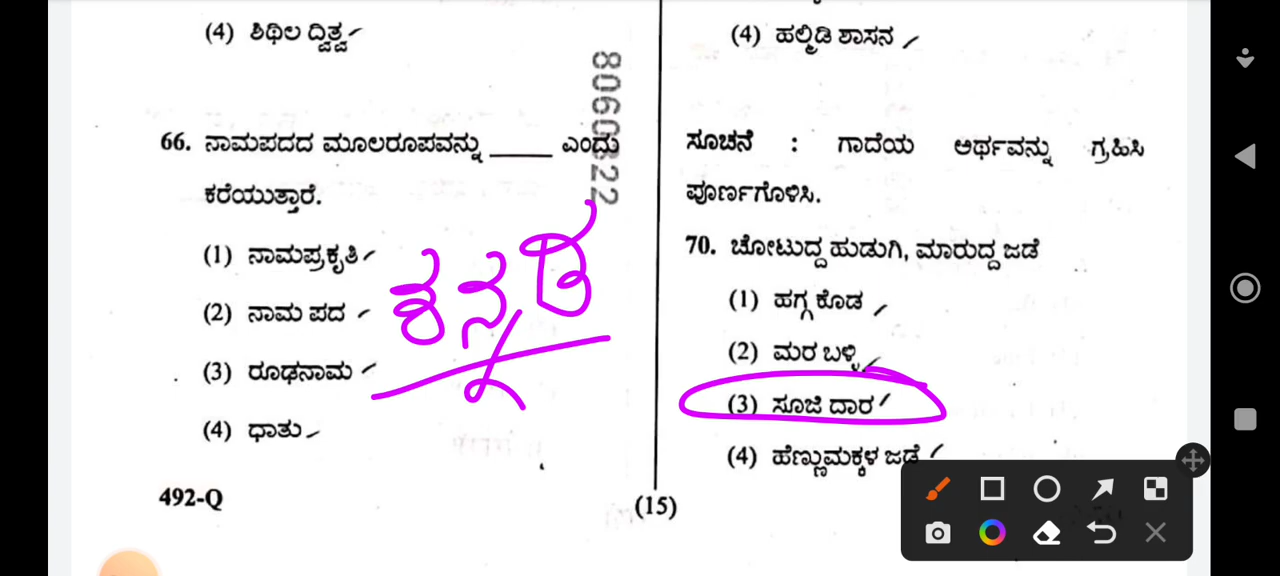 (4) ಶಿಥಿಲ ದ್ವಿತ್ವ
66. ನಾಮಪದದ ಮೂಲರೂಪವನ್ನು ____ ಎಂದು
ಕರೆಯುತ್ತಾರೆ.
(1) ನಾಮಪ್ರಕೃತಿ
(2) ನಾಮ ಪದ
(3) ರೂಢನಾಮ
(4) ಧಾತು
ಕನ್ನಡ
492-Q
8060822
(4) ಹಲ್ಮಿಡಿ ಶಾಸನ
ಸೂಚನೆ : ಗಾದೆಯ ಅರ್ಥವನ್ನು ಗ್ರಹಿಸಿ
ಪೂರ್ಣಗೊಳಿಸಿ.
70. ಚೋಟುದ್ದ ಹುಡುಗಿ, ಮಾರುದ್ದ ಜಡೆ
(1) ಹಗ್ಗ ಕೊಡ
(2) ಮರ ಬಳ್ಳಿ
(3) ಸೂಜಿ ದಾರ
(4) ಹೆಣ್ಣುಮಕ್ಕಳ ಜಡೆ
(15)